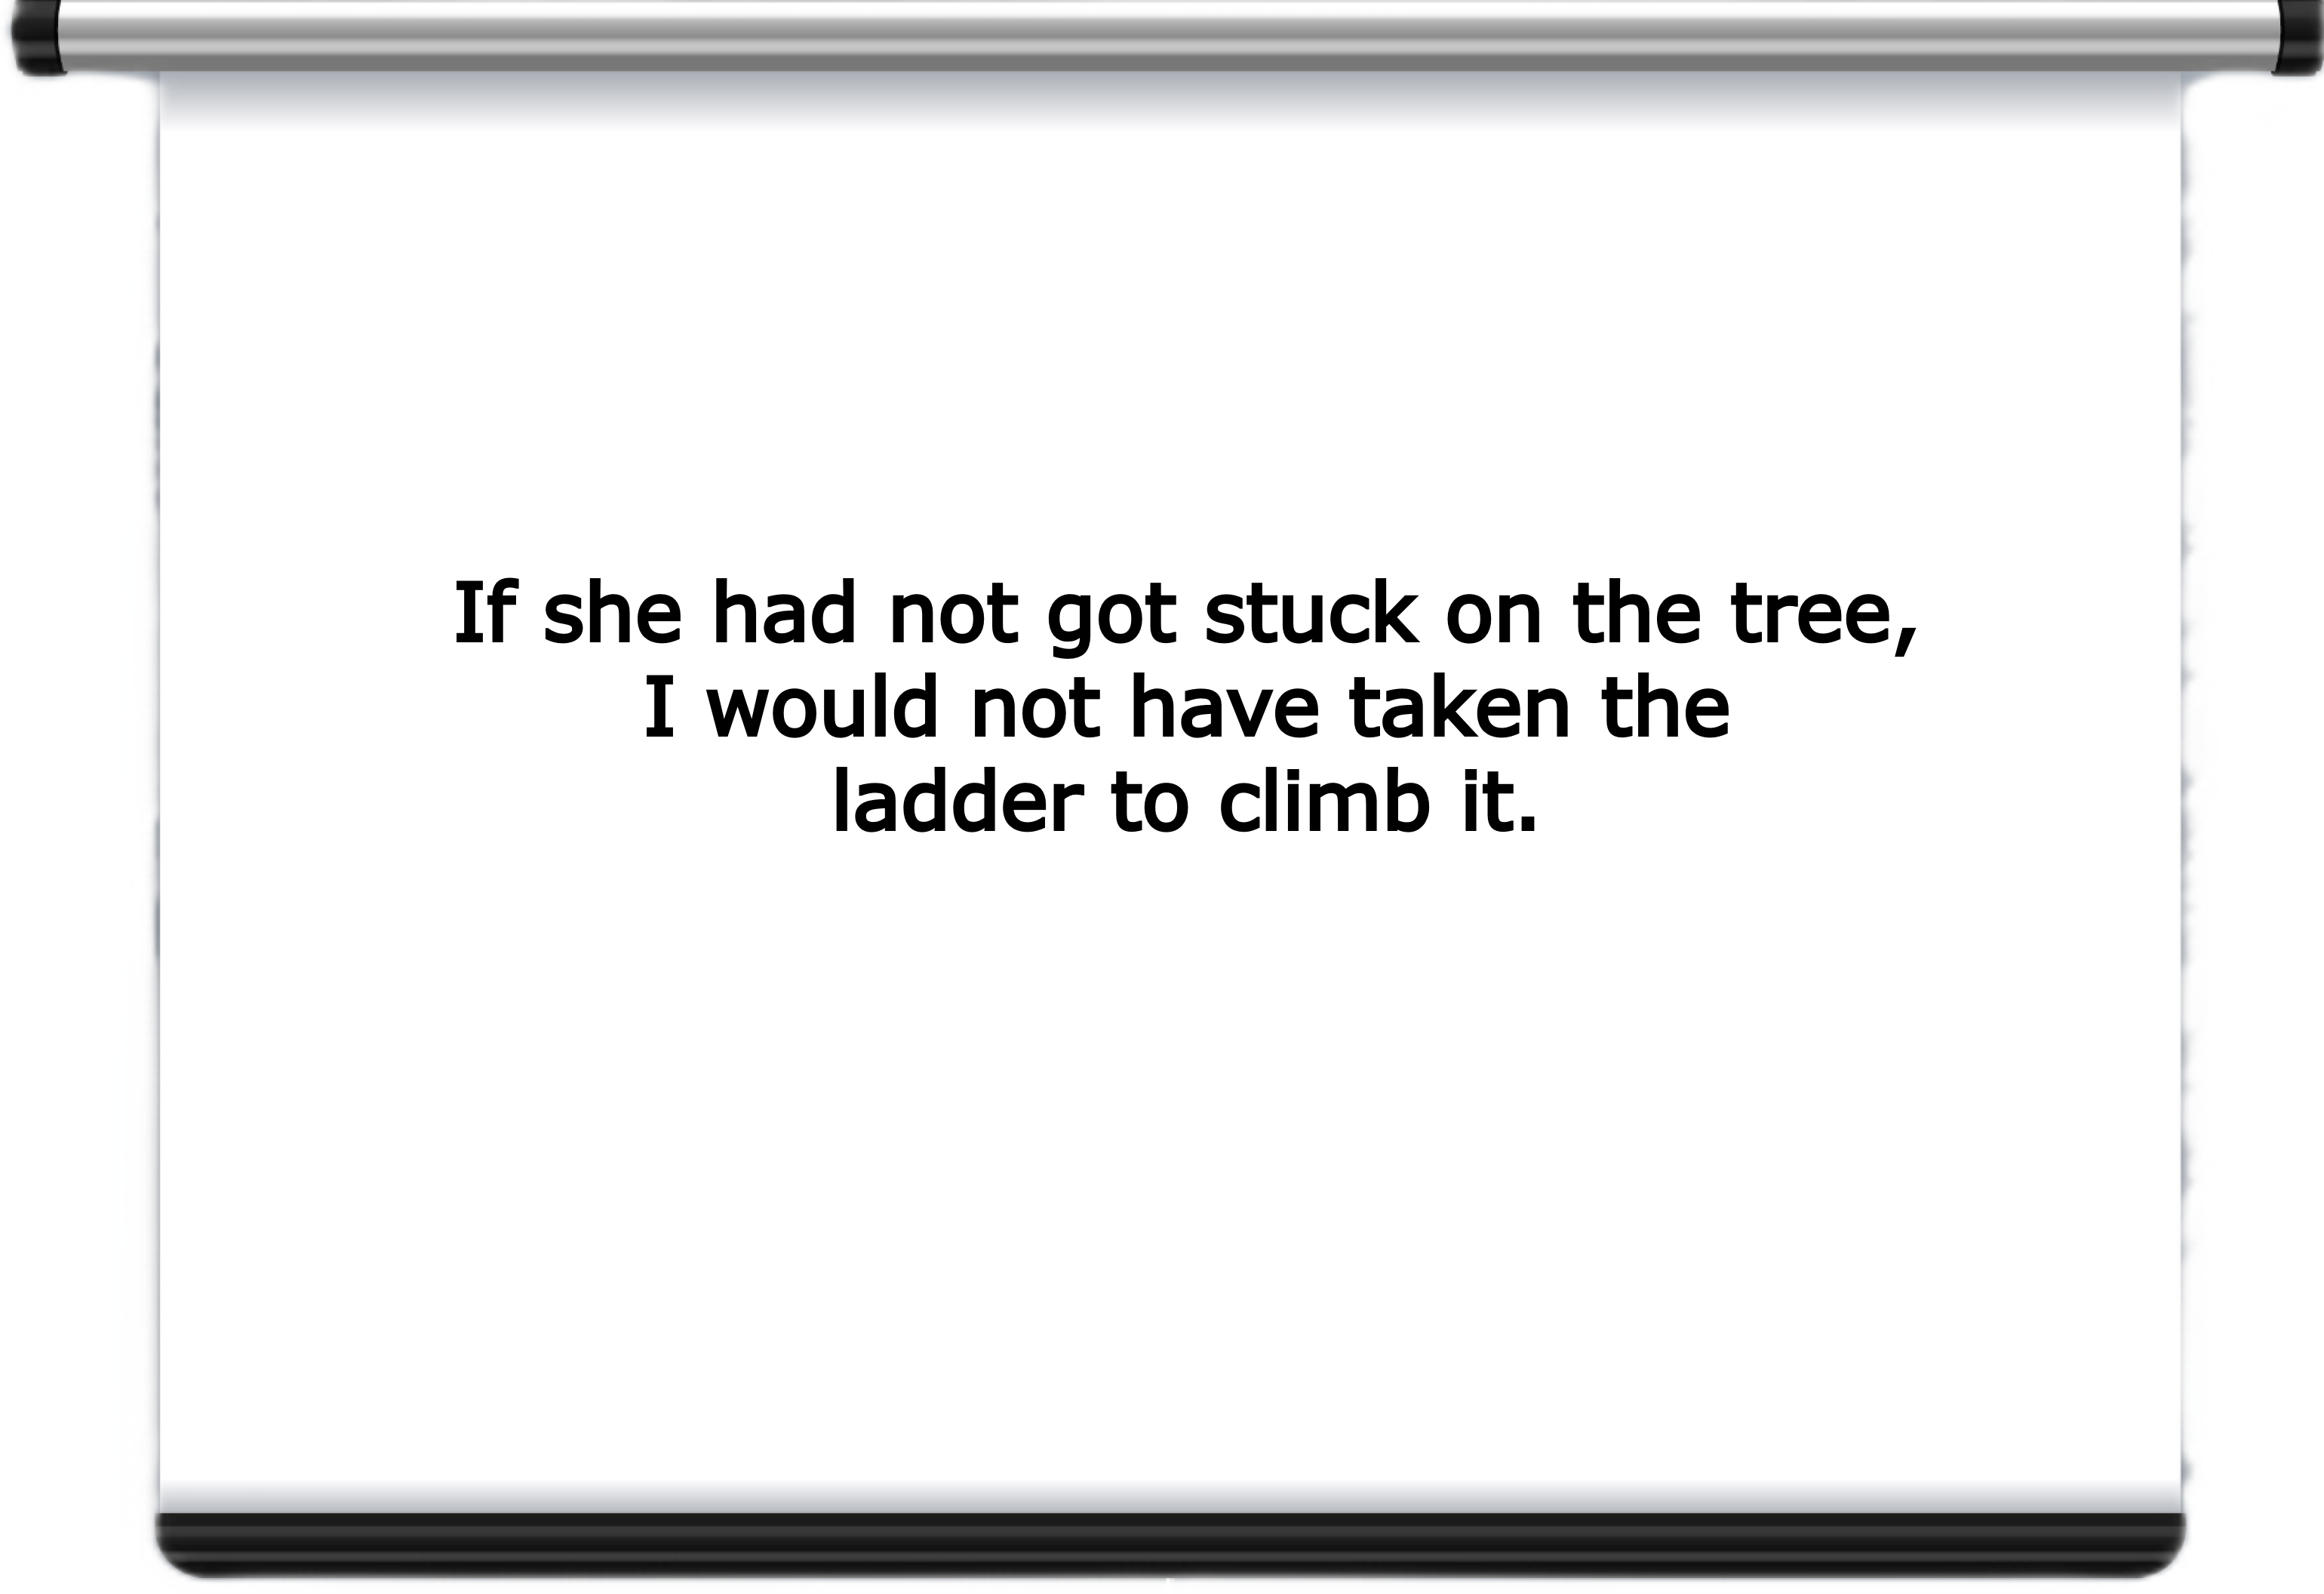 If she had not got stuck on the tree,
I would not have taken the
ladder to climb it.